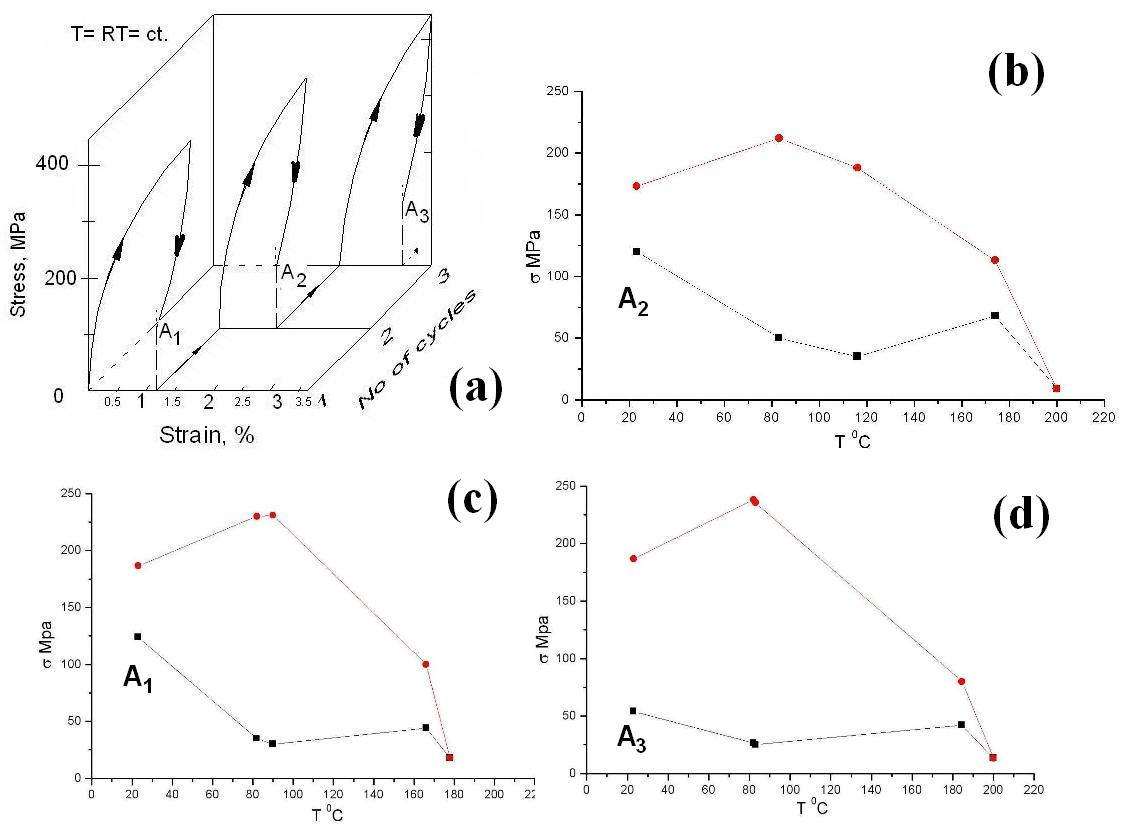 T= RT= ct.
400
200
0
Stress, MPa
A1
A2
A3
0.5 1 1.5 2 2.5 3 3.5
1
2
3
No of cycles
Strain, %
(a)
(b)
250
200
150
100
50
0
σ MPa
A2
0 20 40 60 80 100 120 140 160 180 200 220
T ⁰C
(c)
250
200
150
100
50
0
σ Mpa
A1
0 20 40 60 80 100 120 140 160 180 200
T ⁰C
(d)
250
200
150
100
50
0
σ Mpa
A3
0 20 40 60 80 100 120 140 160 180 200 220
T ⁰C